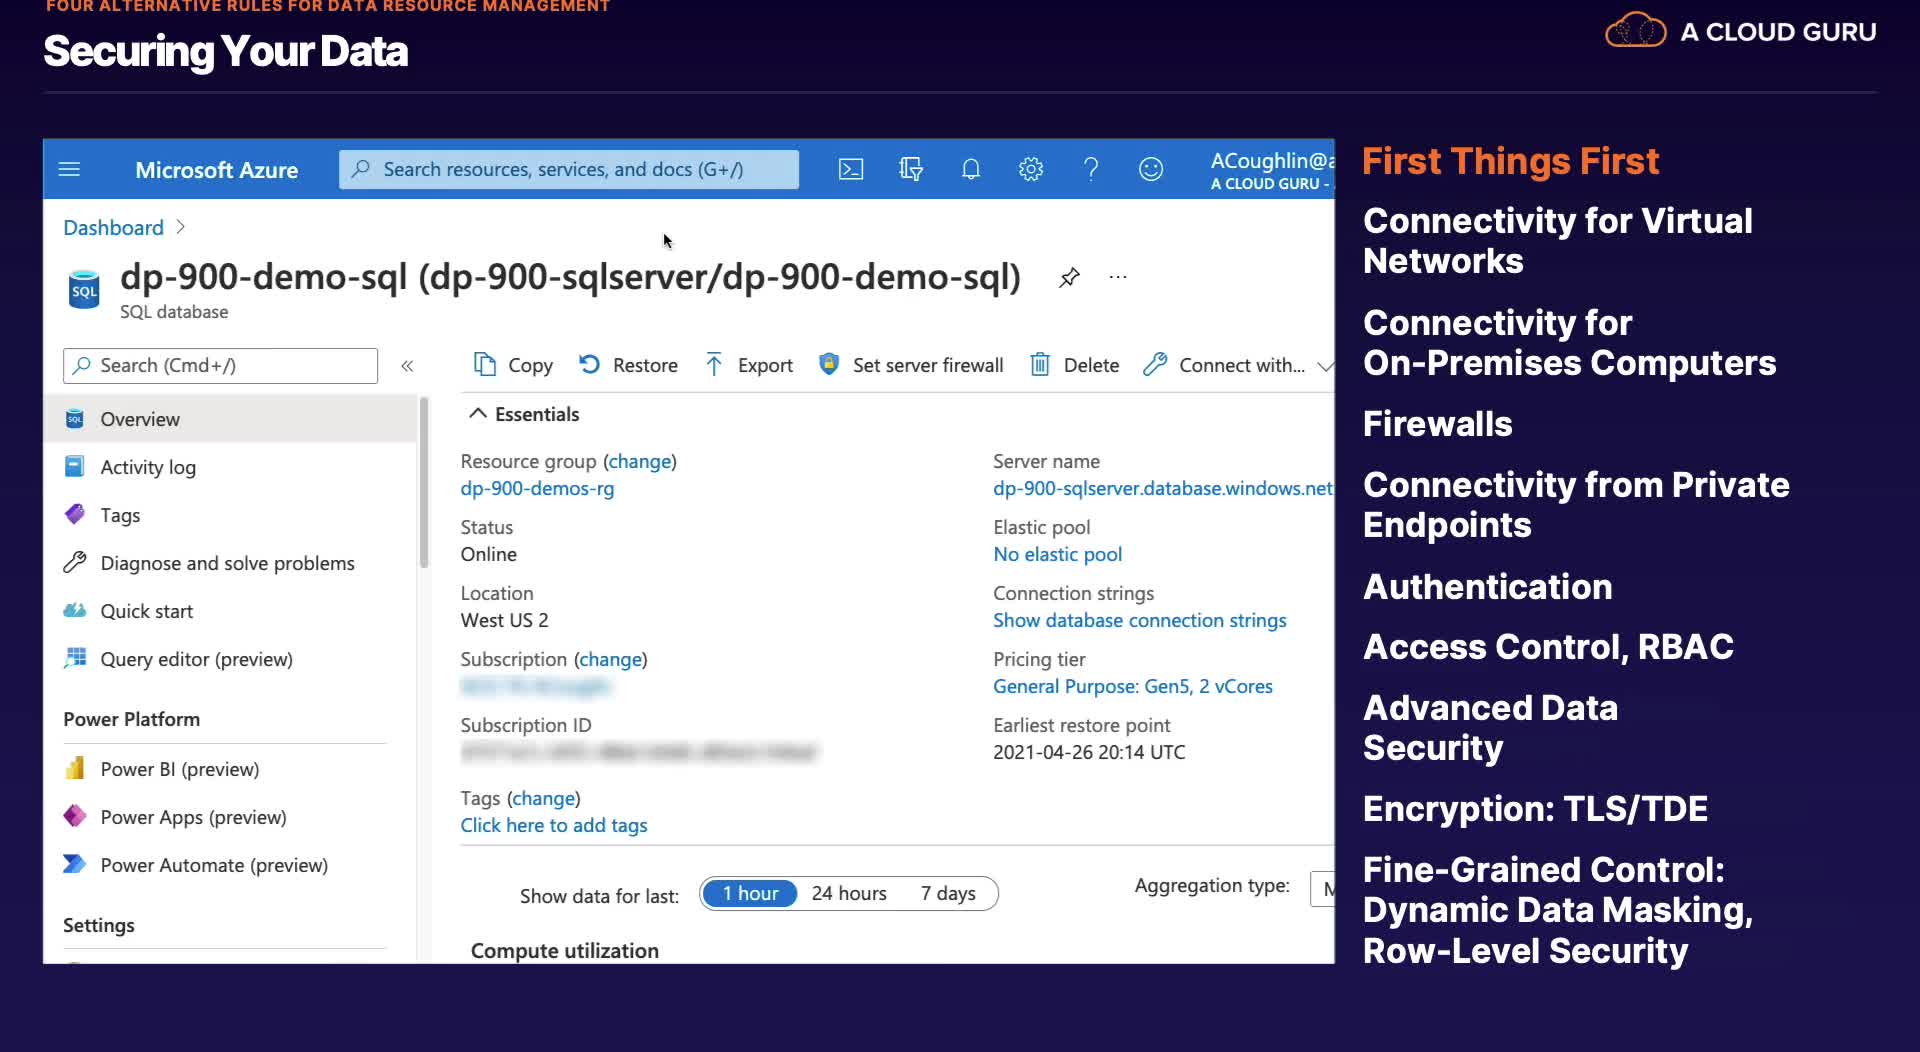 FOUR ALTERNATIVE RULES FOR DATA RESOURCE MANAGEMENT
Securing Your Data
A CLOUD GURU
Microsoft Azure
Search resources, services, and docs (G+/)
ACoughlin@a
A CLOUD GURU -
Dashboard
dp-900-demo-sql (dp-900-sqlserver/dp-900-demo-sql)
SQL
SQL database
Search (Cmd+/)
Copy
Restore
Export
Set server firewall
Delete
Connect with...
Overview
Activity log
Tags
Diagnose and solve problems
Quick start
Query editor (preview)
Power Platform
Power BI (preview)
Power Apps (preview)
Power Automate (preview)
Settings
Essentials
Resource group (change)
dp-900-demos-rg
Status
Online
Location
West US 2
Subscription (change)
Subscription ID
Tags (change)
Click here to add tags
Server name
dp-900-sqlserver.database.windows.net
Elastic pool
No elastic pool
Connection strings
Show database connection strings
Pricing tier
General Purpose: Gen5, 2 vCores
Earliest restore point
2021-04-26 20:14 UTC
Show data for last:
1 hour
24 hours
7 days
Aggregation type:
Compute utilization
First Things First
Connectivity for Virtual
Networks
Connectivity for
On-Premises Computers
Firewalls
Connectivity from Private
Endpoints
Authentication
Access Control, RBAC
Advanced Data
Security
Encryption: TLS/TDE
Fine-Grained Control:
Dynamic Data Masking,
Row-Level Security